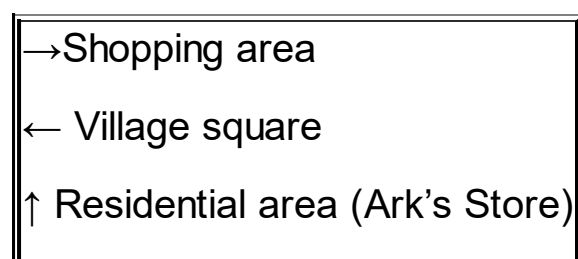 →Shopping area
← Village square
↑ Residential area (Ark’s Store)